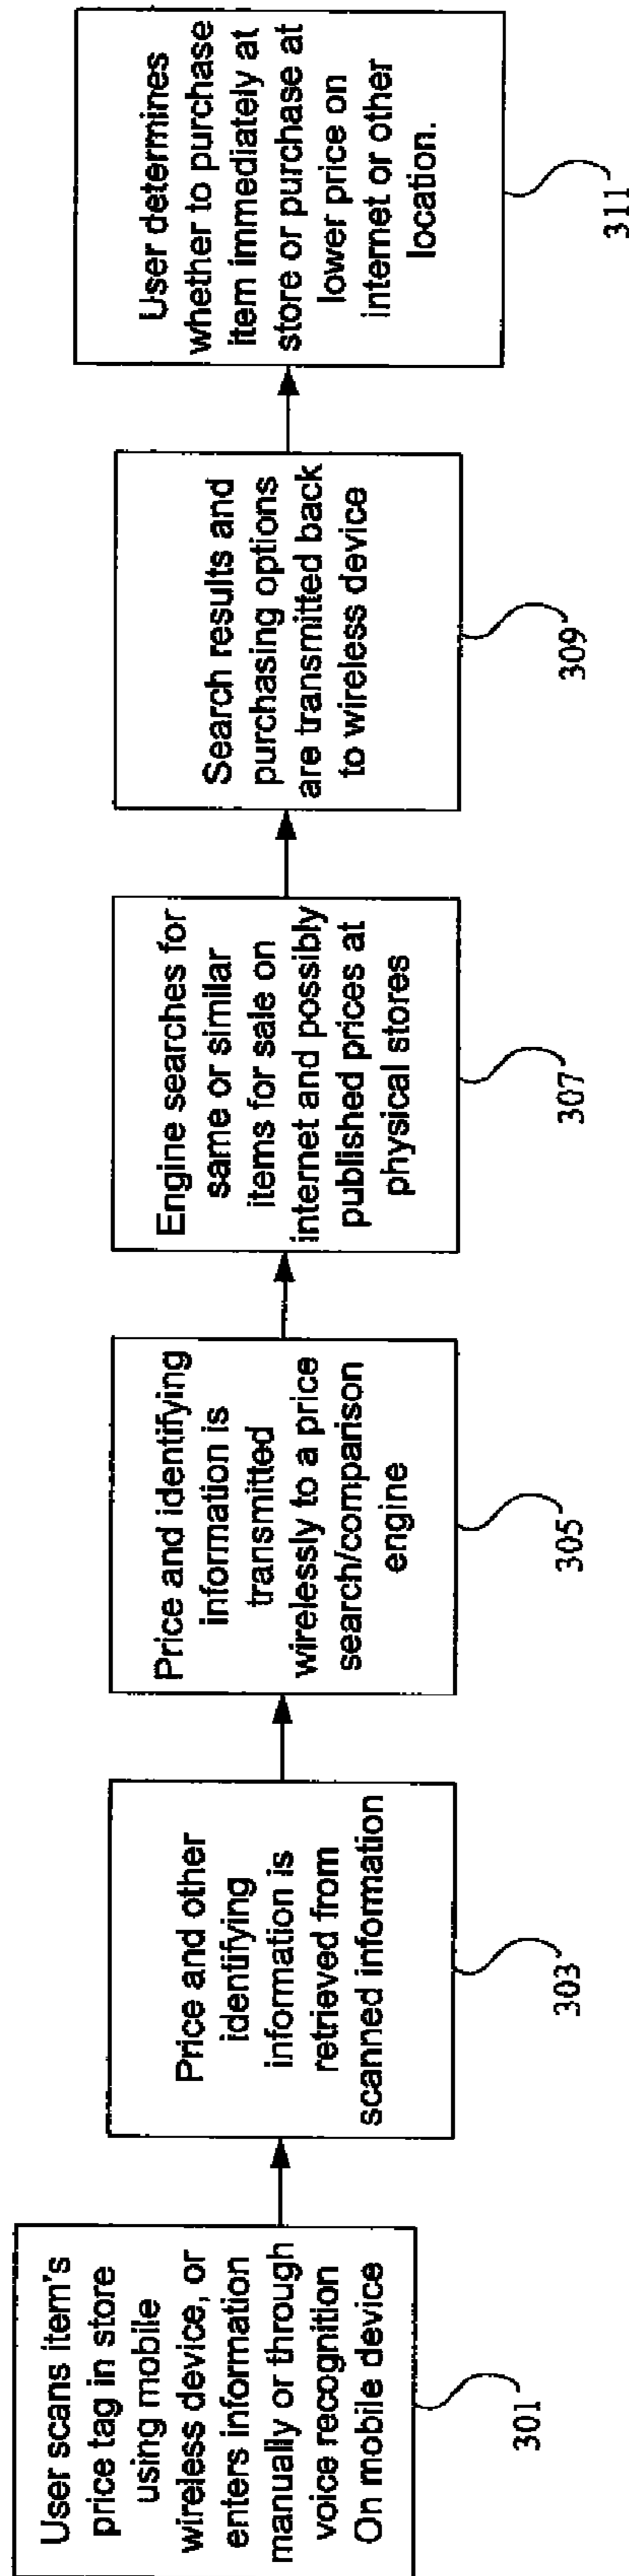 User scans item's
price tag in store
using mobile
wireless device, or
enters information
manually or through
voice recognition
On mobile device
301
Price and other
identifying
information is
retrieved from
scanned information
303
Price and identifying
information is
transmitted
wirelessly to a price
search/comparison
engine
305
Engine searches for
same or similar
items for sale on
internet and possibly
published prices at
physical stores
307
Search results and
purchasing options
are transmitted back
to wireless device
309
User determines
whether to purchase
item immediately at
store or purchase at
lower price on
internet or other
location.
311